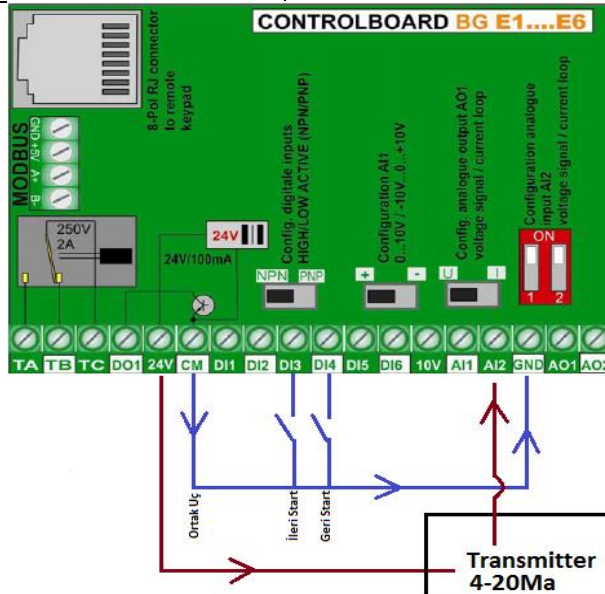 CONTROLBOARD BG E1....E6
8-Pol RJ connector
to remote
keypad
MODBUS
GND
+5V
A+
B-
250V
2A
24V
24V/100mA
Config. digitale inputs
HIGH/LOW ACTIVE (NPN/PNP)
NPN PNP
Configuration AI1
0...10V / -10V...0...+10V
+ -
Config. analogue output AO1
voltage signal / current loop
U I
Configuration analogue
input AI2
voltage signal / current loop
ON
1 2
TA TB TC DO1 24V CM DI1 DI2 DI3 DI4 DI5 DI6 10V AI1 AI2 GND AO1 AO2
Ortak Uç
İleri Start
Geri Start
Transmitter
4-20Ma